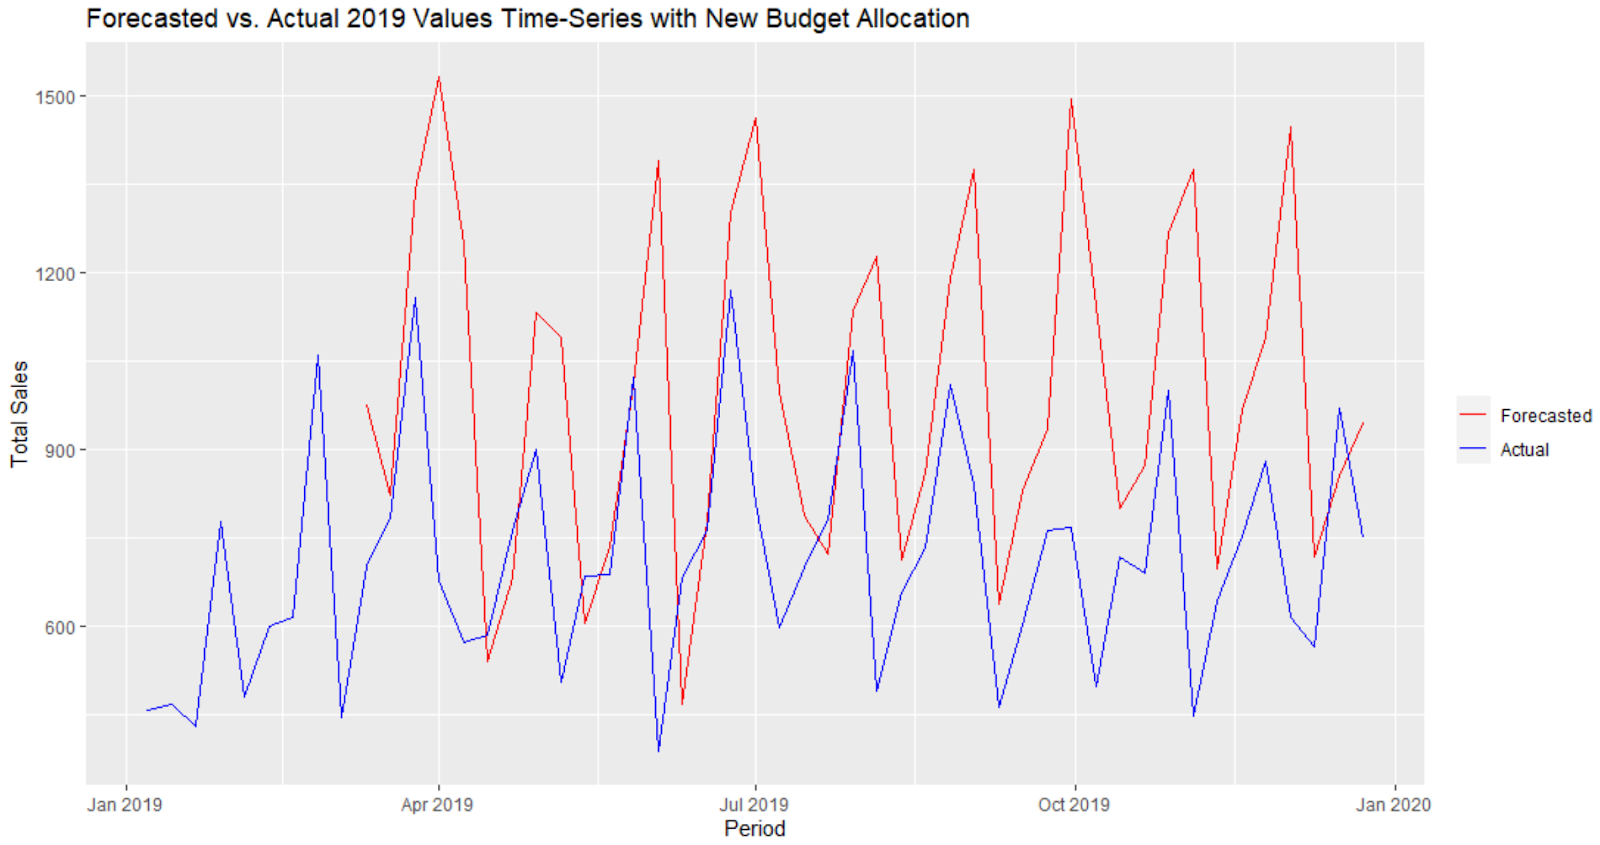 Forecasted vs. Actual 2019 Values Time-Series with New Budget Allocation
1500
1200
900
600
Total Sales
Jan 2019
Apr 2019
Jul 2019
Oct 2019
Jan 2020
Period
Forecasted
Actual